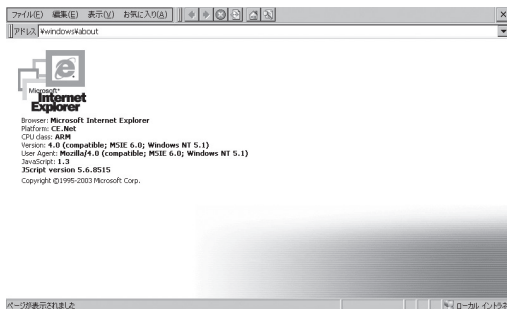 ファイル(F) 編集(E) 表示(V) お気に入り(A)
アドレス ¥windows¥about
Microsoft®
Internet
Explorer
Browser: Microsoft Internet Explorer
Platform: CE.Net
CPU class: ARM
Version: 4.0 (compatible; MSIE 6.0; Windows NT 5.1)
User Agent: Mozilla/4.0 (compatible; MSIE 6.0; Windows NT 5.1)
JavaScript: 1.3
JScript version 5.6.8515
Copyright ©1995-2003 Microsoft Corp.
ページが表示されました ローカル イントラネ